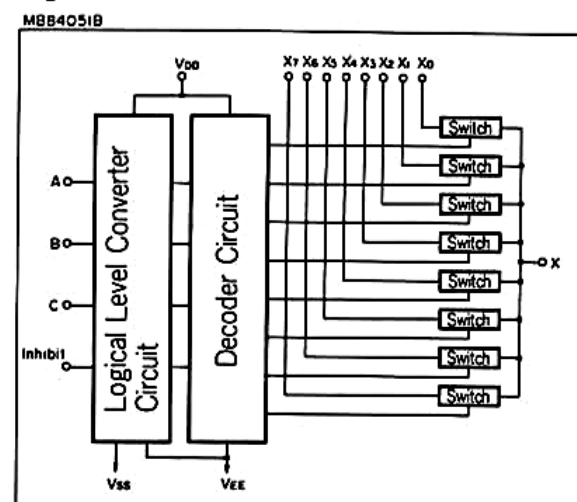 MB84051B
VDD
X7 X6 X5 X4 X3 X2 X1 X0
A
B
C
Inhibit
Logical Level Converter
Circuit
Decoder Circuit
Switch
Switch
Switch
Switch
Switch
Switch
Switch
Switch
X
VSS
VEE